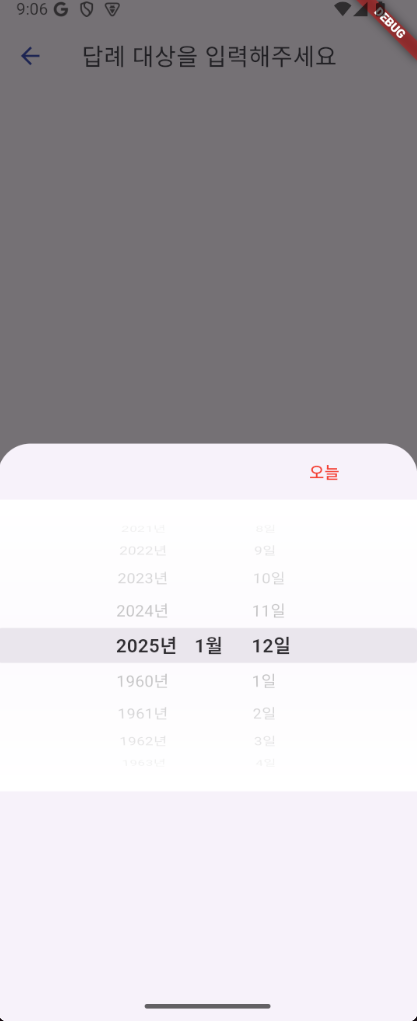 9:06
DEBUG
답례 대상을 입력해주세요
오늘
2021년 8일
2022년 9일
2023년 10일
2024년 11일
2025년 1월 12일
1960년 1일
1961년 2일
1962년 3일
1963년 4일